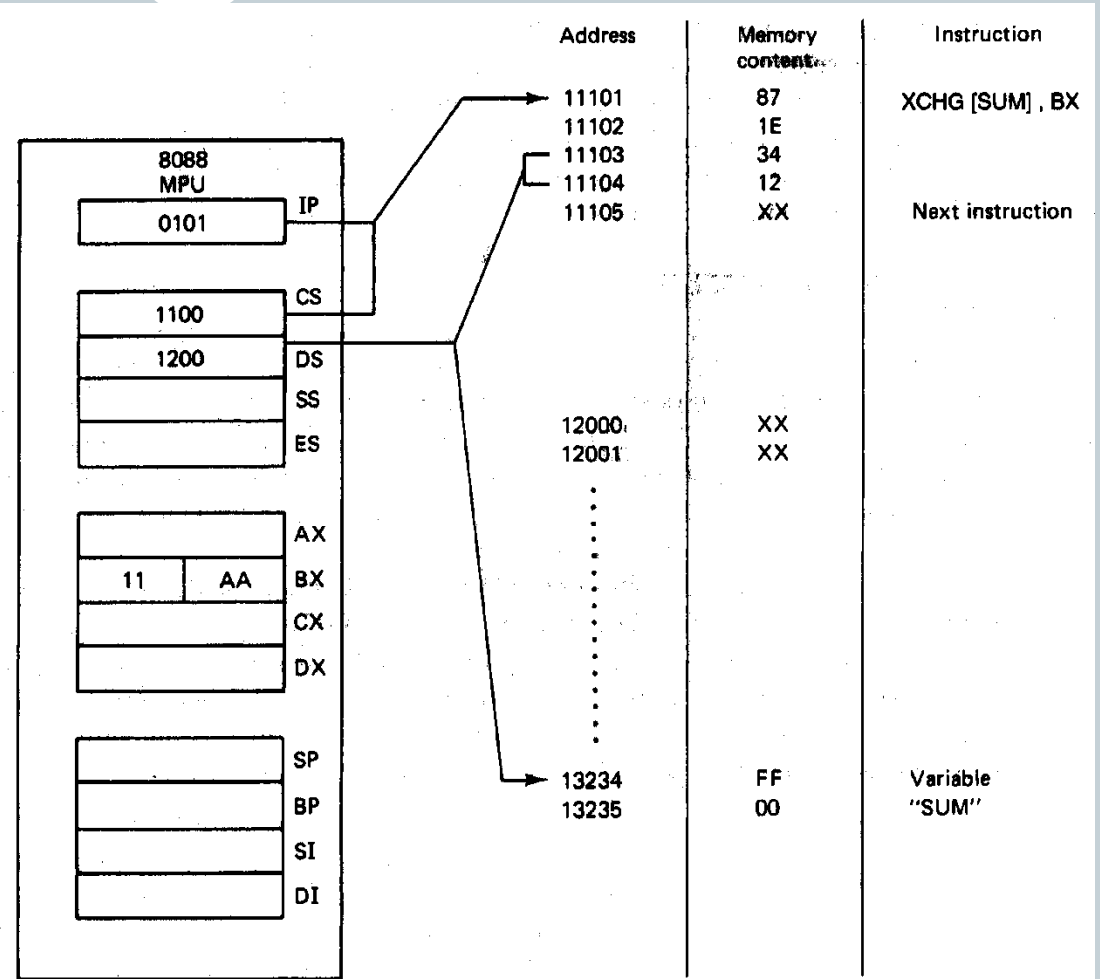 Address Memory content Instruction
11101 87 XCHG [SUM] , BX
11102 1E
11103 34
11104 12
11105 XX Next instruction
12000 XX
12001 XX
13234 FF Variable
13235 00 "SUM"
8088
MPU
0101 IP
1100 CS
1200 DS
SS
ES
AX
11 AA BX
CX
DX
SP
BP
SI
DI